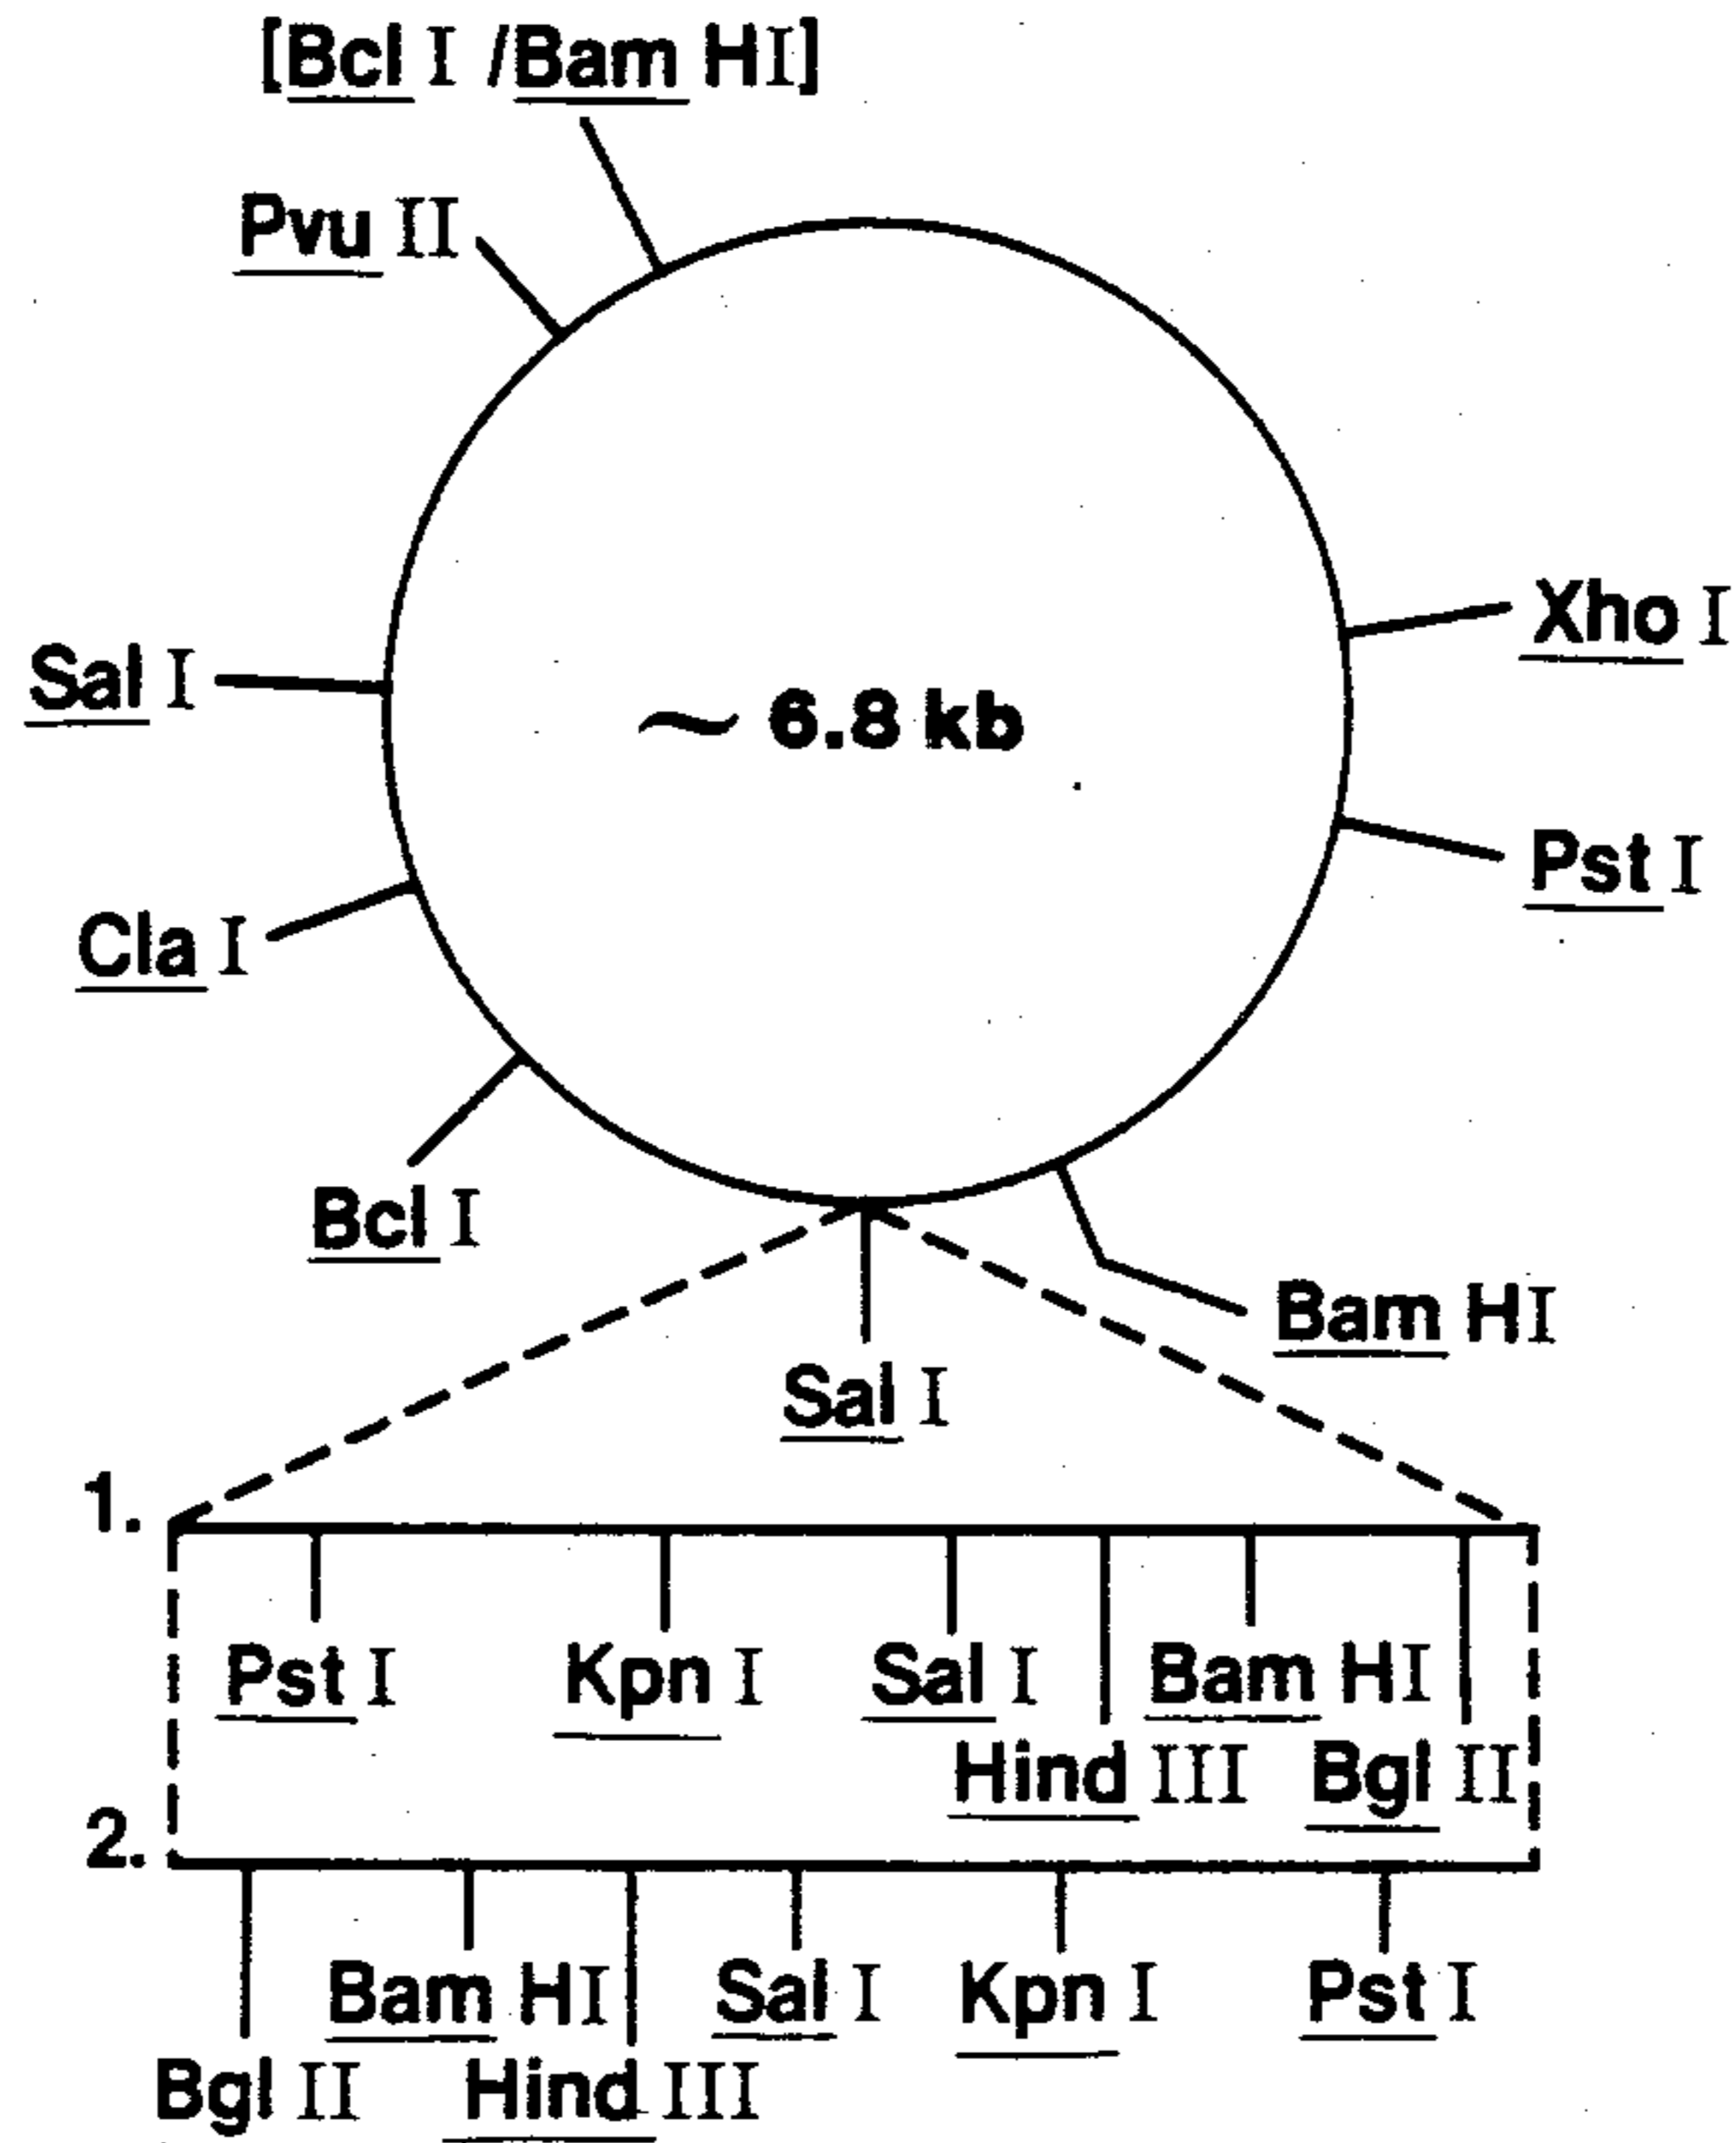 [Bcl I /Bam HI]
Pvu II
Xho I
Sal I
~ 6.8 kb
Pst I
Cla I
Bcl I
Bam HI
Sal I
1.
Pst I Kpn I Sal I Bam HI
Hind III Bgl II
2.
Bam HI Sal I Kpn I Pst I
Bgl II Hind III